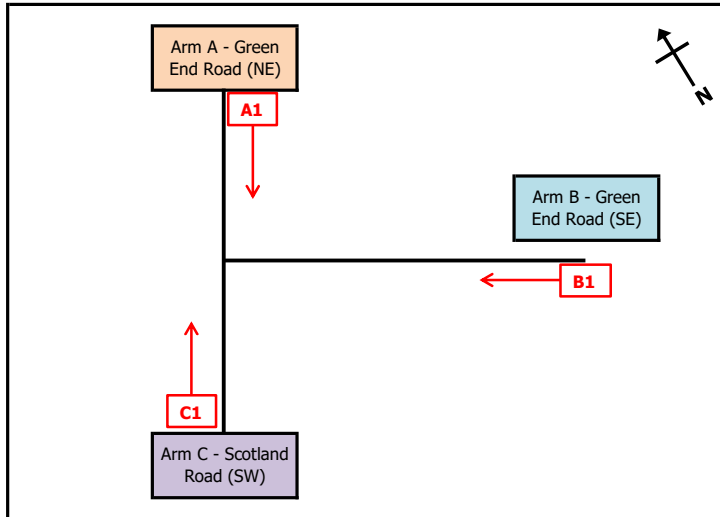 Arm A - Green
End Road (NE)
A1
N
Arm B - Green
End Road (SE)
B1
C1
Arm C - Scotland
Road (SW)